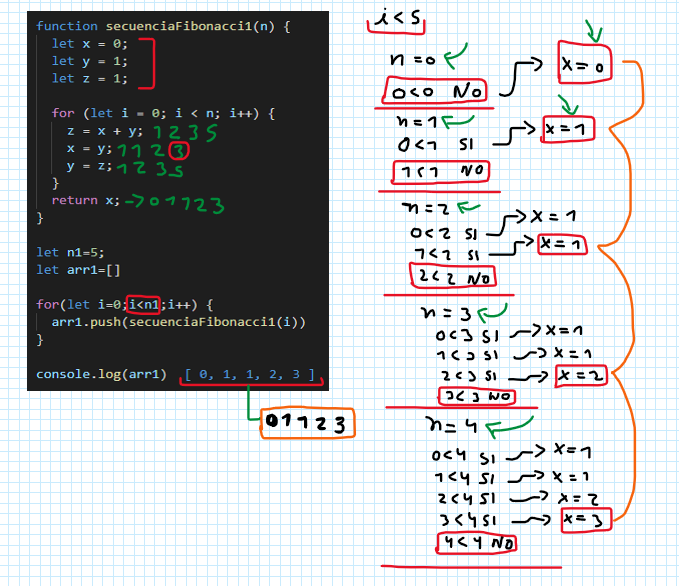 function secuenciaFibonacci1(n) {
let x = 0;
let y = 1;
let z = 1;
for (let i = 0; i < n; i++) {
z = x + y; 1 2 3 5
x = y; 1 1 2 3
y = z; 1 2 3 5
}
return x; -> 0 1 1 2 3
}
let n1=5;
let arr1=[]
for(let i=0;i<n1;i++) {
arr1.push(secuenciaFibonacci1(i))
}
console.log(arr1) [ 0, 1, 1, 2, 3 ]
0 1 1 2 3
i < 5
n = 0
0<0 NO
x = 0
n = 1
0<1 SI
x = 1
1<1 NO
n = 2
0<2 SI
x = 1
1<2 SI
x = 1
2<2 NO
n = 3
0<3 SI
x = 1
1<3 SI
x = 1
2<3 SI
x = 2
3<3 NO
n = 4
0<4 SI
x = 1
1<4 SI
x = 1
2<4 SI
x = 2
3<4 SI
x = 3
4<4 NO